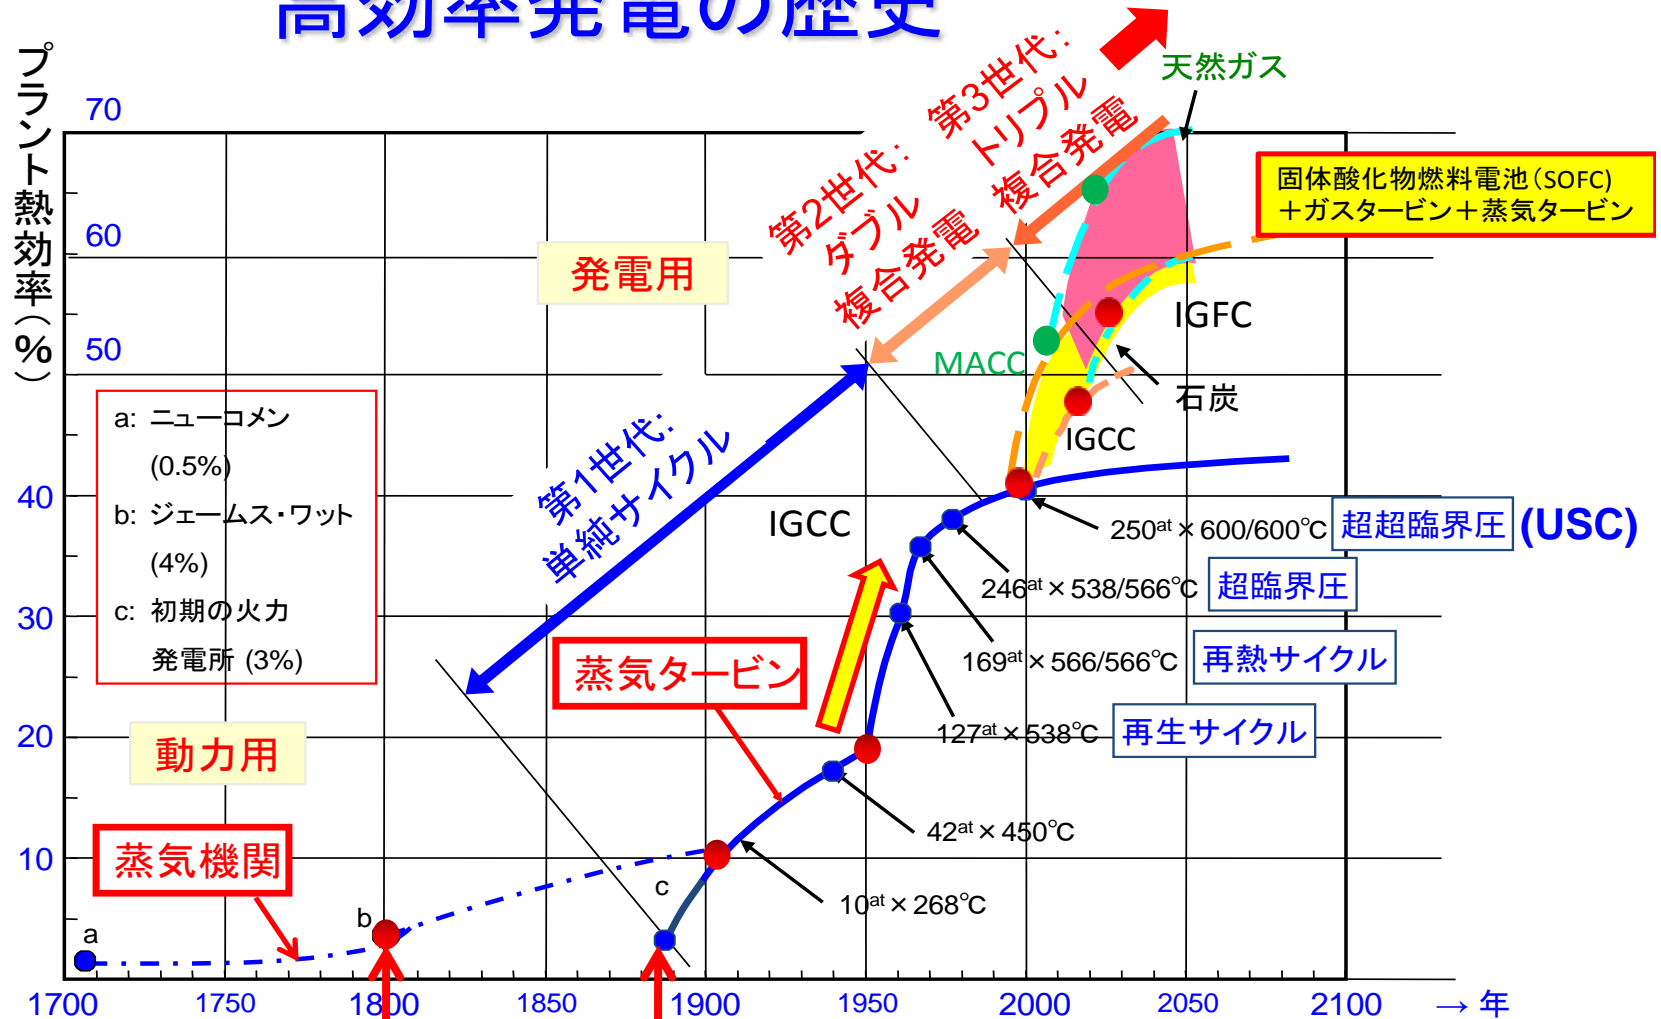 高効率発電の歴史
プラント熱効率(%)
70
60
50
40
30
20
10
1700
1750
1800
1850
1900
1950
2000
2050
2100
→ 年
発電用
動力用
a: ニューコメン
(0.5%)
b: ジェームス・ワット
(4%)
c: 初期の火力
発電所 (3%)
蒸気機関
蒸気タービン
a
b
c
第1世代:
単純サイクル
第2世代:
ダブル
複合発電
第3世代:
トリプル
複合発電
天然ガス
固体酸化物燃料電池(SOFC)
+ガスタービン+蒸気タービン
MACC
IGFC
石炭
IGCC
IGCC
250at×600/600℃
超超臨界圧
(USC)
246at×538/566℃
超臨界圧
169at×566/566℃
再熱サイクル
127at×538℃
再生サイクル
42at×450℃
10at×268℃